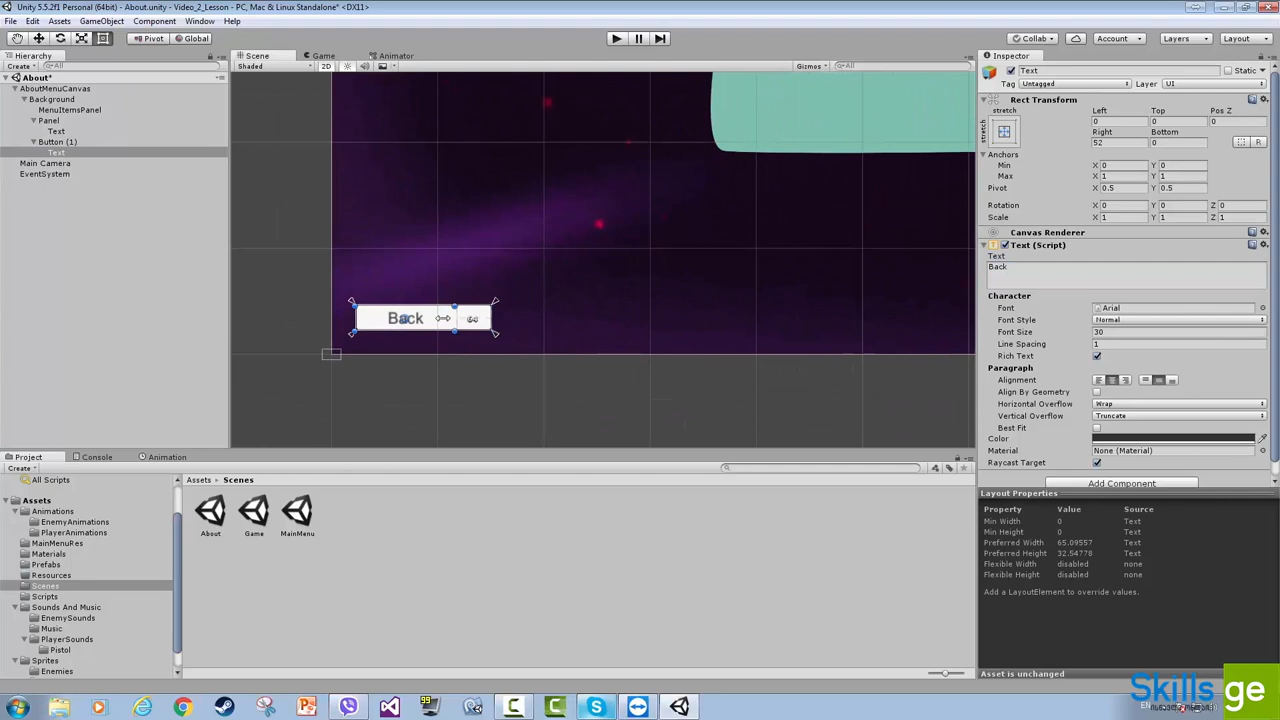 Unity 5.5.2f1 Personal (64bit) - About.unity - Video_2_Lesson - PC, Mac & Linux Standalone* <DX11>
File Edit Assets GameObject Component Window Help
Pivot Global Collab Account Layers Layout
Hierarchy
Create All
About*
AboutMenuCanvas
Background
MenuItemsPanel
Panel
Text
Button (1)
Text
Main Camera
EventSystem
Scene Game Animator
Shaded 2D Gizmos All
Back
Inspector
Text Static
Tag Untagged Layer UI
Rect Transform
stretch Left Top Pos Z
stretch 0 0 0
Right Bottom
52 0 R
Anchors
Min X 0 Y 0
Max X 1 Y 1
Pivot X 0.5 Y 0.5
Rotation X 0 Y 0 Z 0
Scale X 1 Y 1 Z 1
Canvas Renderer
Text (Script)
Text
Back
Character
Font Arial
Font Style Normal
Font Size 30
Line Spacing 1
Rich Text
Paragraph
Alignment
Align By Geometry
Horizontal Overflow Wrap
Vertical Overflow Truncate
Best Fit
Color
Material None (Material)
Raycast Target
Add Component
Layout Properties
Property Value Source
Min Width 0 Text
Min Height 0 Text
Preferred Width 65.09557 Text
Preferred Height 32.54778 Text
Flexible Width disabled none
Flexible Height disabled none
Add a LayoutElement to override values.
Asset is unchanged
Project Console Animation
Create
All Scripts
Assets
Animations
EnemyAnimations
PlayerAnimations
MainMenuRes
Materials
Prefabs
Resources
Scenes
Scripts
Sounds And Music
EnemySounds
Music
PlayerSounds
Pistol
Sprites
Enemies
Assets Scenes
About Game MainMenu
99
EN
Skills ge